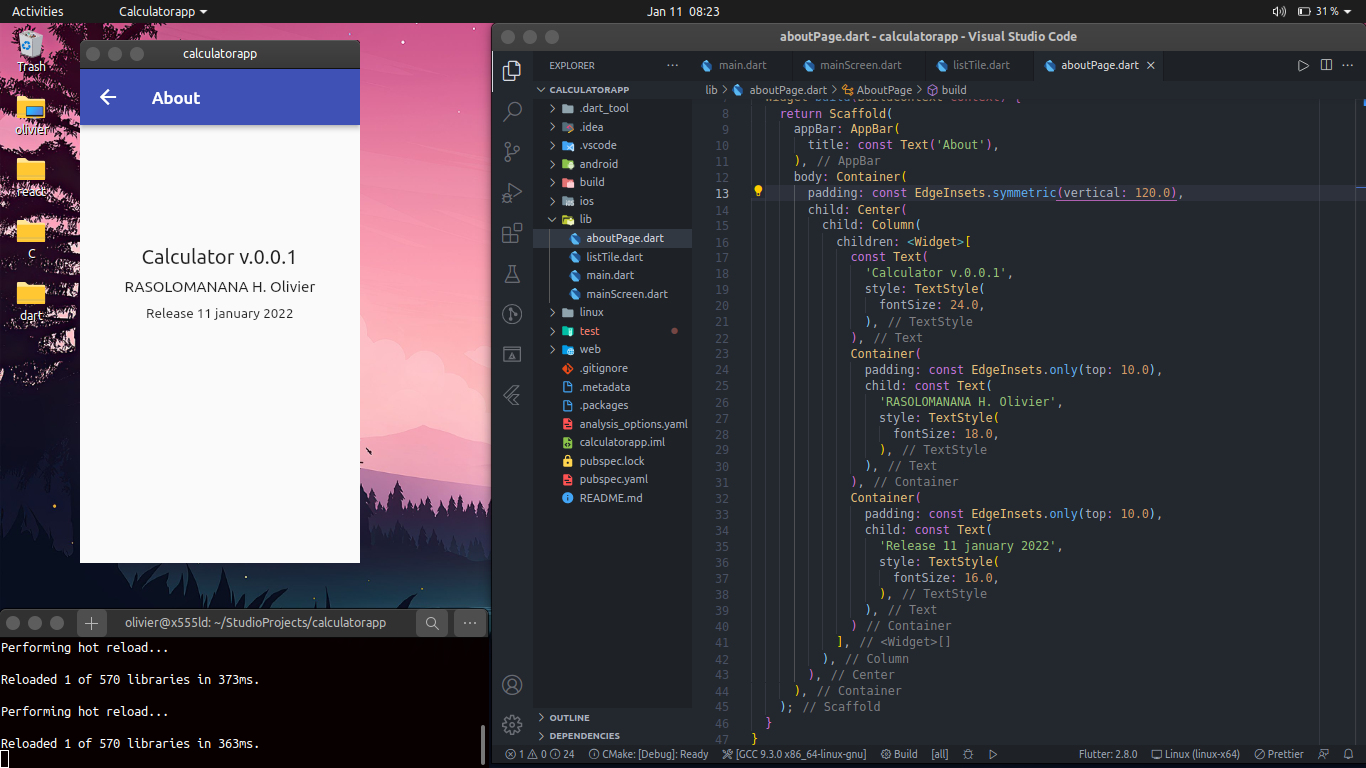 Activities
Calculatorapp
Jan 11 08:23
31 %
Trash
olivier
react
C
dart
calculatorapp
About
Calculator v.0.0.1
RASOLOMANANA H. Olivier
Release 11 january 2022
olivier@x555ld: ~/StudioProjects/calculatorapp
Performing hot reload...
Reloaded 1 of 570 libraries in 373ms.
Performing hot reload...
Reloaded 1 of 570 libraries in 363ms.
aboutPage.dart - calculatorapp - Visual Studio Code
EXPLORER
CALCULATORAPP
.dart_tool
.idea
.vscode
android
build
ios
lib
aboutPage.dart
listTile.dart
main.dart
mainScreen.dart
linux
test
web
.gitignore
.metadata
.packages
analysis_options.yaml
calculatorapp.iml
pubspec.lock
pubspec.yaml
README.md
OUTLINE
DEPENDENCIES
main.dart
mainScreen.dart
listTile.dart
aboutPage.dart
lib > aboutPage.dart > AboutPage > build
8 return Scaffold(
9 appBar: AppBar(
10 title: const Text('About'),
11 ), // AppBar
12 body: Container(
13 padding: const EdgeInsets.symmetric(vertical: 120.0),
14 child: Center(
15 child: Column(
16 children: <Widget>[
17 const Text(
18 'Calculator v.0.0.1',
19 style: TextStyle(
20 fontSize: 24.0,
21 ), // TextStyle
22 ), // Text
23 Container(
24 padding: const EdgeInsets.only(top: 10.0),
25 child: const Text(
26 'RASOLOMANANA H. Olivier',
27 style: TextStyle(
28 fontSize: 18.0,
29 ), // TextStyle
30 ), // Text
31 ), // Container
32 Container(
33 padding: const EdgeInsets.only(top: 10.0),
34 child: const Text(
35 'Release 11 january 2022',
36 style: TextStyle(
37 fontSize: 16.0,
38 ), // TextStyle
39 ), // Text
40 ) // Container
41 ], // <Widget>[]
42 ), // Column
43 ), // Center
44 ), // Container
45 ); // Scaffold
46 }
47 }
1 0 24
CMake: [Debug]: Ready
[GCC 9.3.0 x86_64-linux-gnu]
Build
[all]
Flutter: 2.8.0
Linux (linux-x64)
Prettier